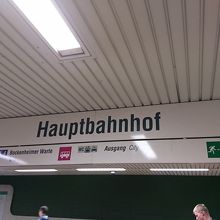 Hauptbahnhof
Bockenheimer Warte
Ausgang City